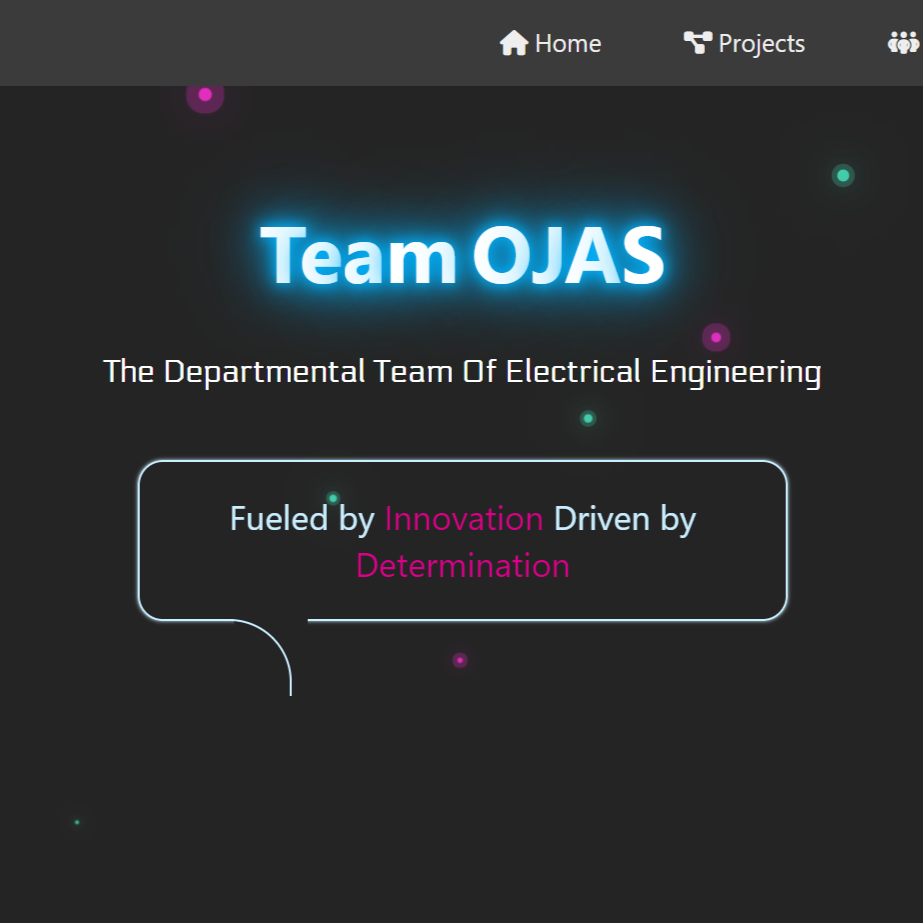 Home Projects
Team OJAS
The Departmental Team Of Electrical Engineering
Fueled by Innovation Driven by
Determination